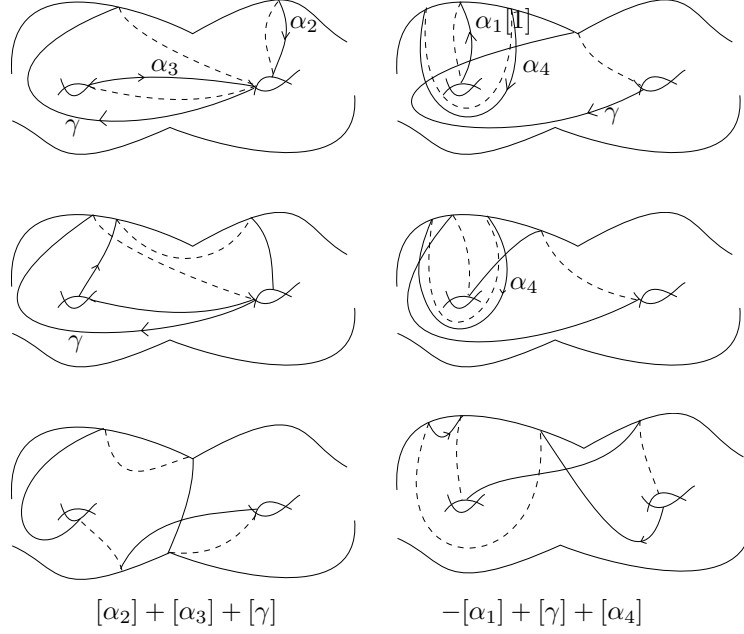 α₂
α₃
γ
α₁[1]
α₄
γ
γ
α₄
[α₂] + [α₃] + [γ]
-[α₁] + [γ] + [α₄]